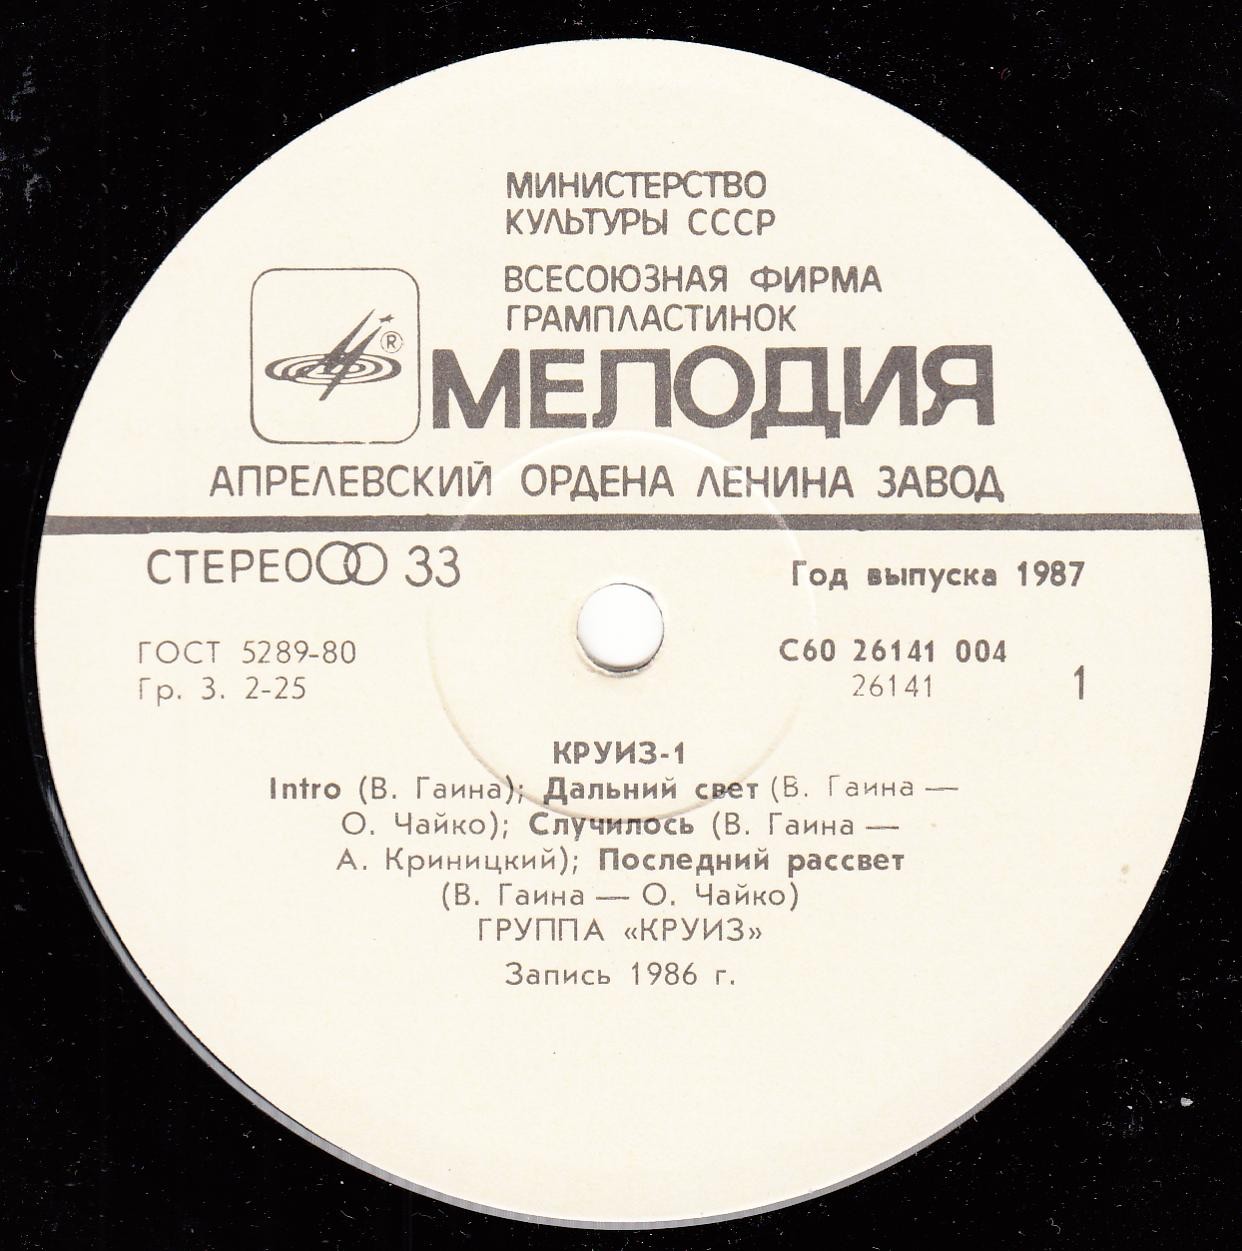 МИНИСТЕРСТВО
КУЛЬТУРЫ СССР
ВСЕСОЮЗНАЯ ФИРМА
ГРАМПЛАСТИНОК
®
МЕЛОДИЯ
АПРЕЛЕВСКИЙ ОРДЕНА ЛЕНИНА ЗАВОД
СТЕРЕО 33
Год выпуска 1987
ГОСТ 5289-80
Гр. 3. 2-25
С60 26141 004
26141
1
КРУИЗ-1
Intro (В. Гаина); Дальний свет (В. Гаина —
О. Чайко); Случилось (В. Гаина —
А. Криницкий); Последний рассвет
(В. Гаина — О. Чайко)
ГРУППА «КРУИЗ»
Запись 1986 г.